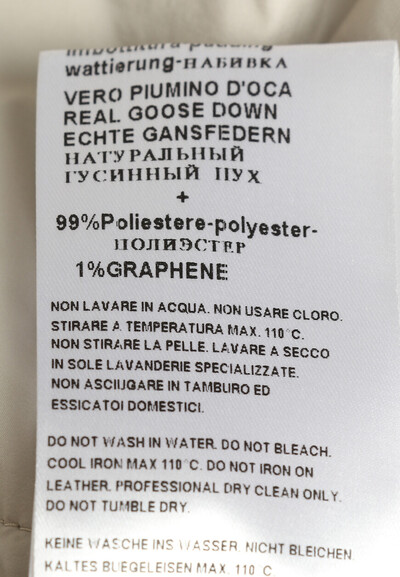 imbottitura-padding
wattierung-НАБИВКА
VERO PIUMINO D'OCA
REAL GOOSE DOWN
ECHTE GANSFEDERN
НАТУРАЛЬНЫЙ
ГУСИННЫЙ ПУХ
+
99%Poliestere-polyester-
ПОЛИЭСТЕР
1%GRAPHENE
NON LAVARE IN ACQUA. NON USARE CLORO.
STIRARE A TEMPERATURA MAX. 110°C.
NON STIRARE LA PELLE. LAVARE A SECCO
IN SOLE LAVANDERIE SPECIALIZZATE.
NON ASCIUGARE IN TAMBURO ED
ESSICATOI DOMESTICI.
DO NOT WASH IN WATER. DO NOT BLEACH.
COOL IRON MAX 110°C. DO NOT IRON ON
LEATHER. PROFESSIONAL DRY CLEAN ONLY.
DO NOT TUMBLE DRY.
KEINE WASCHE INS WASSER. NICHT BLEICHEN.
KALTES BUEGELEISEN MAX. 110°C